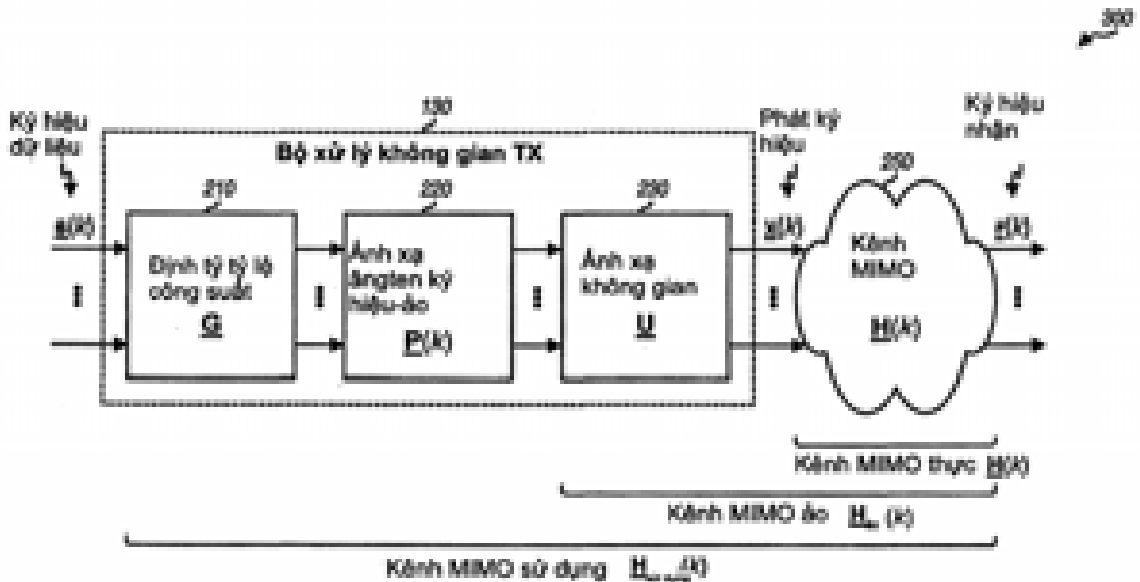 300
Ký hiệu
dữ liệu
130
Phát ký
hiệu
Ký hiệu
nhận
Bộ xử lý không gian TX
210
220
230
250
s(k)
x(k)
r(k)
Định tỷ tỷ lệ
công suất
G
Ánh xạ
ăngten ký
hiệu-ảo
P(k)
Ánh xạ
không gian
U
Kênh
MIMO
H(k)
Kênh MIMO thực H(k)
Kênh MIMO ảo (k)
Kênh MIMO sử dụng (k)